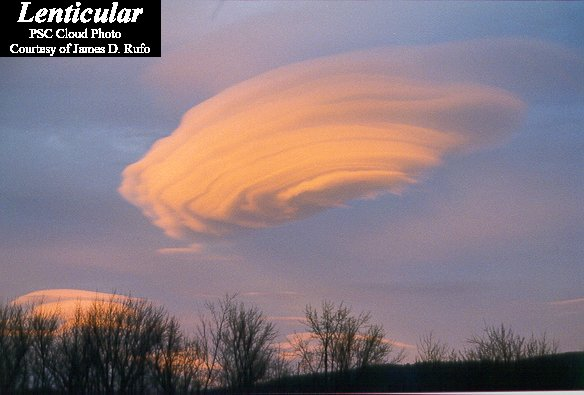 Lenticular
PSC Cloud Photo
Courtesy of James D. Rufo